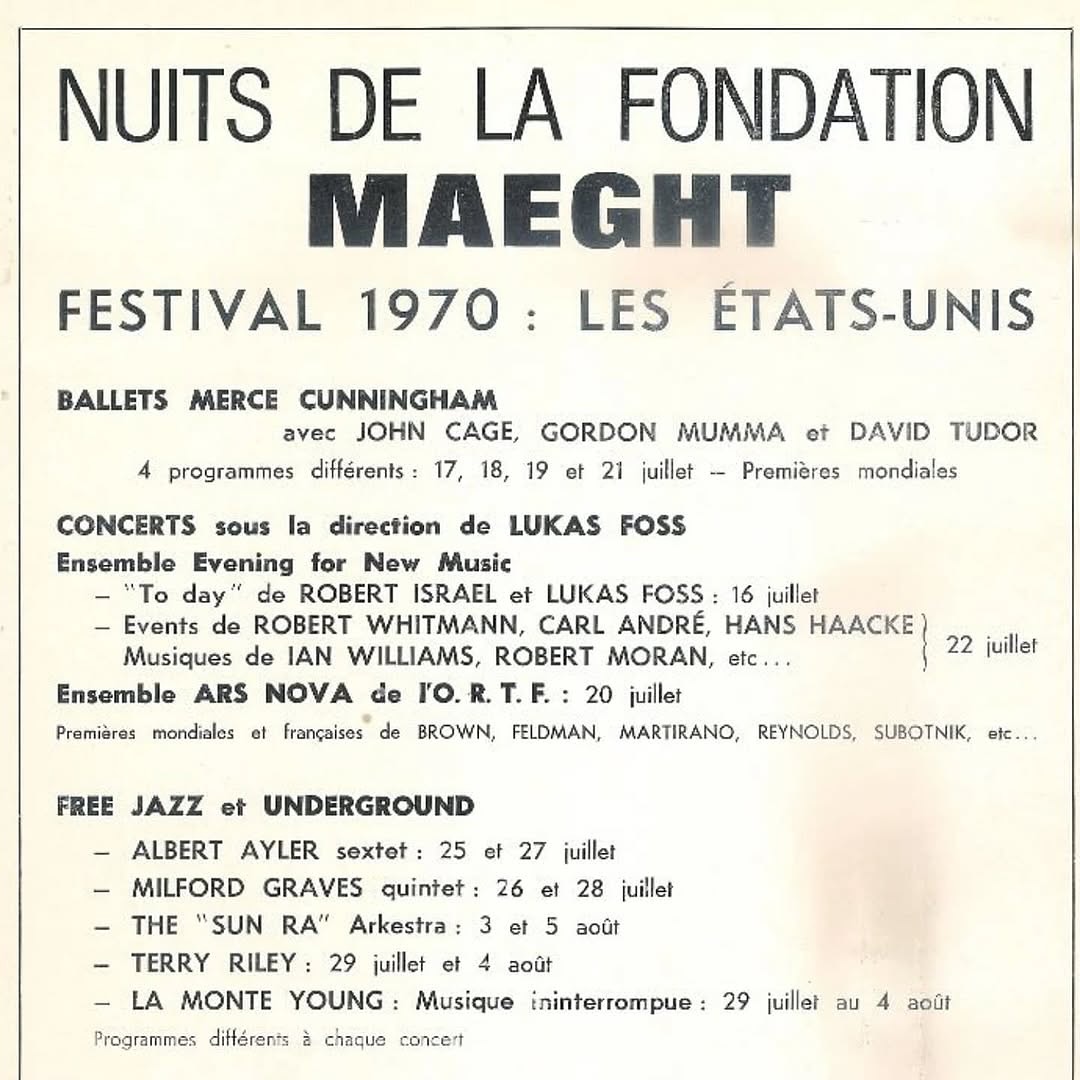 NUITS DE LA FONDATION
MAEGHT
FESTIVAL 1970 : LES ÉTATS-UNIS
BALLETS MERCE CUNNINGHAM
avec JOHN CAGE, GORDON MUMMA et DAVID TUDOR
4 programmes différents : 17, 18, 19 et 21 juillet — Premières mondiales
CONCERTS sous la direction de LUKAS FOSS
Ensemble Evening for New Music
— "To day" de ROBERT ISRAEL et LUKAS FOSS : 16 juillet
— Events de ROBERT WHITMANN, CARL ANDRÉ, HANS HAACKE
Musiques de IAN WILLIAMS, ROBERT MORAN, etc...
} 22 juillet
Ensemble ARS NOVA de l'O. R. T. F. : 20 juillet
Premières mondiales et françaises de BROWN, FELDMAN, MARTIRANO, REYNOLDS, SUBOTNIK, etc...
FREE JAZZ et UNDERGROUND
— ALBERT AYLER sextet : 25 et 27 juillet
— MILFORD GRAVES quintet : 26 et 28 juillet
— THE "SUN RA" Arkestra : 3 et 5 août
— TERRY RILEY : 29 juillet et 4 août
— LA MONTE YOUNG : Musique ininterrompue : 29 juillet au 4 août
Programmes différents à chaque concert